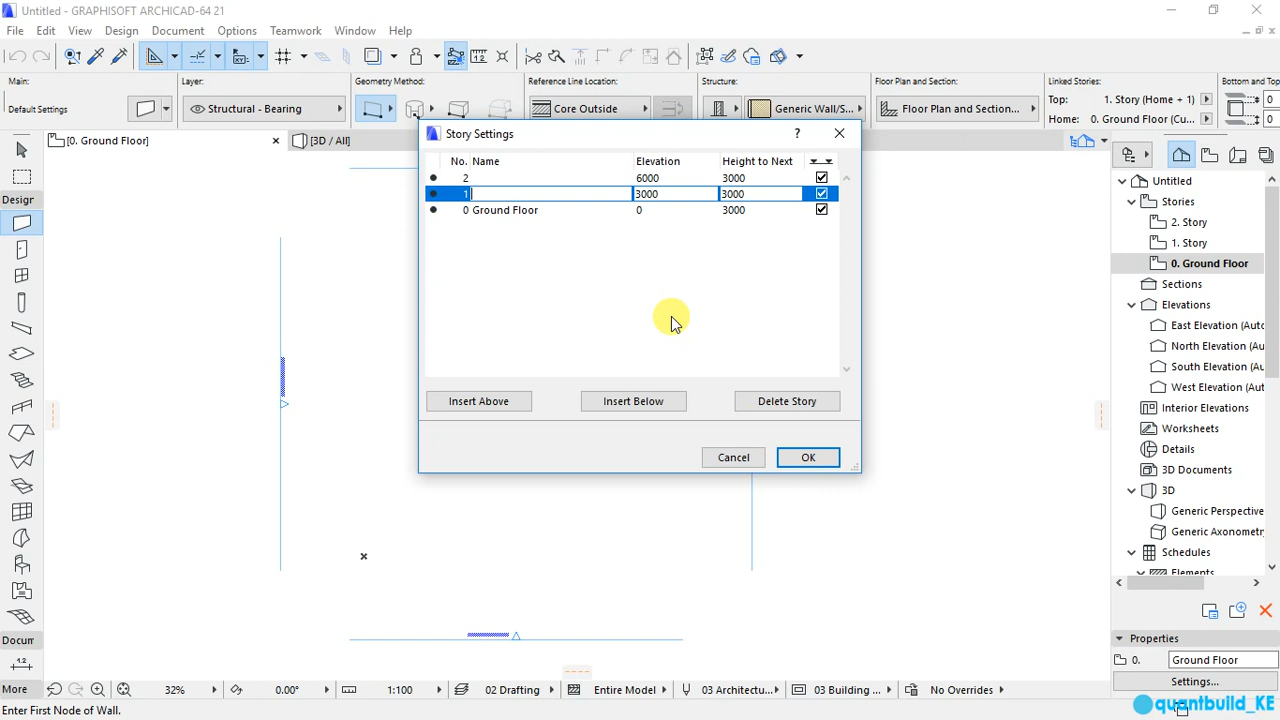 Untitled - GRAPHISOFT ARCHICAD-64 21
File Edit View Design Document Options Teamwork Window Help
Main: Layer: Geometry Method: Reference Line Location: Structure: Floor Plan and Section: Linked Stories: Bottom and Top
Default Settings Structural - Bearing Core Outside Generic Wall/S... Floor Plan and Section... Top: 1. Story (Home + 1) 0
Home: 0. Ground Floor (Cu... 0
[0. Ground Floor] [3D / All]
Story Settings ?
No. Name Elevation Height to Next
2 6000 3000
1 3000 3000
0 Ground Floor 0 3000
Insert Above Insert Below Delete Story
Cancel OK
Design
Docum
1.2
More
Untitled
Stories
2. Story
1. Story
0. Ground Floor
Sections
Elevations
East Elevation (Auto
North Elevation (Au
South Elevation (Aut
West Elevation (Aut
Interior Elevations
Worksheets
Details
3D Documents
3D
Generic Perspective
Generic Axonometr
Schedules
Elements
Properties
0. Ground Floor
Settings...
32% 0.00° 1:100 02 Drafting Entire Model 03 Architectu... 03 Building ... No Overrides
Enter First Node of Wall.
quantbuild_KE